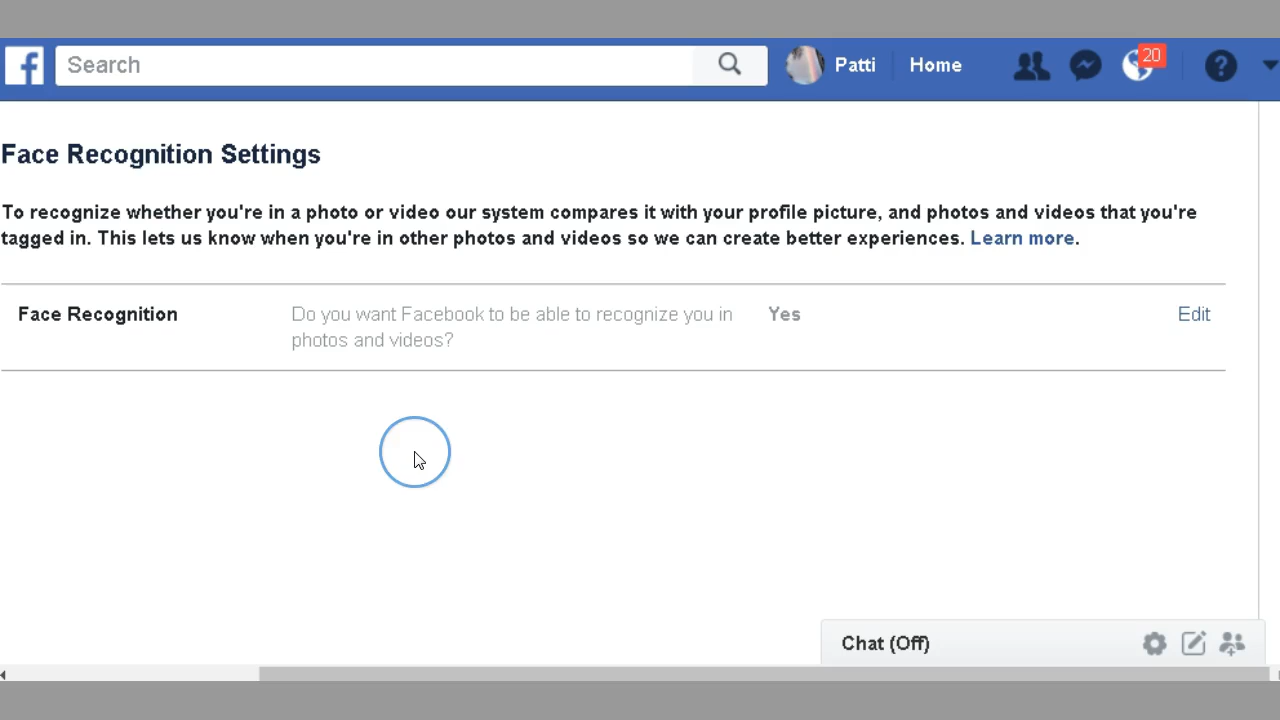 f Search Patti Home 20 ?
Face Recognition Settings
To recognize whether you're in a photo or video our system compares it with your profile picture, and photos and videos that you're
tagged in. This lets us know when you're in other photos and videos so we can create better experiences. Learn more.
Face Recognition Do you want Facebook to be able to recognize you in Yes Edit
photos and videos?
Chat (Off)